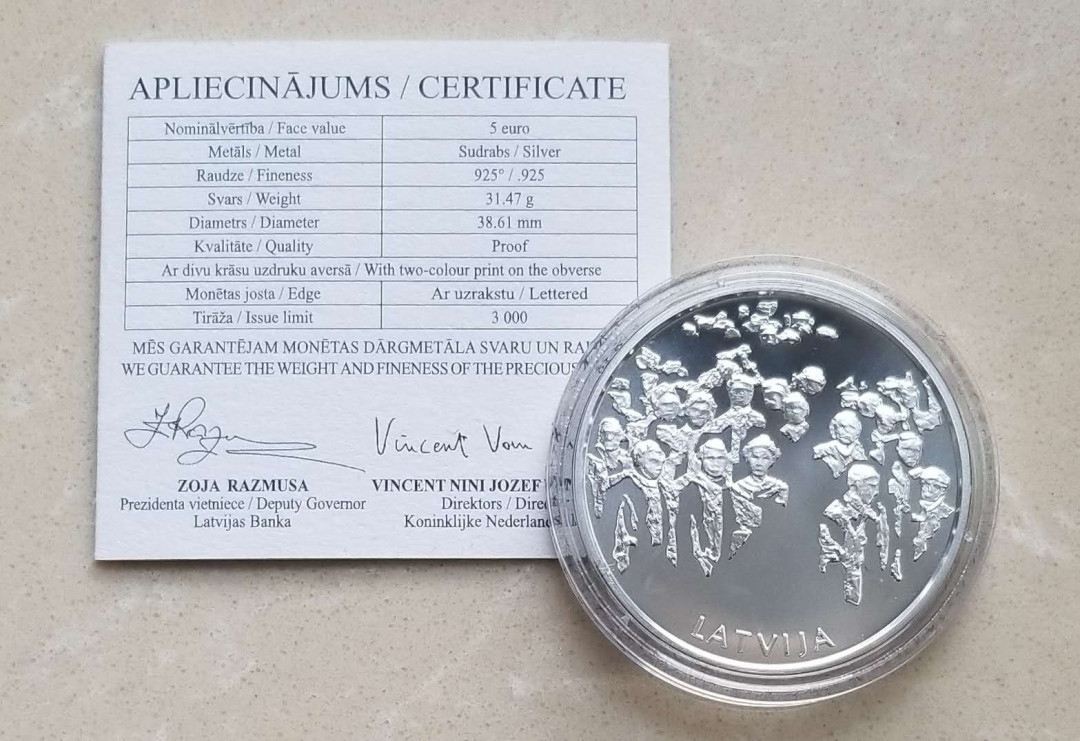 APLIECINĀJUMS / CERTIFICATE
Nominālvērtība / Face value 5 euro
Metāls / Metal Sudrabs / Silver
Raudze / Fineness 925° / .925
Svars / Weight 31.47 g
Diametrs / Diameter 38.61 mm
Kvalitāte / Quality Proof
Ar divu krāsu uzdruku aversā / With two-colour print on the obverse
Monētas josta / Edge Ar uzrakstu / Lettered
Tirāža / Issue limit 3 000
MĒS GARANTĒJAM MONĒTAS DĀRGMETĀLA SVARU UN
WE GUARANTEE THE WEIGHT AND FINENESS OF THE PRECIOUS
Vincent Vom
ZOJA RAZMUSA VINCENT NINI JOZEF
Prezidenta vietniece / Deputy Governor Direktors /
Latvijas Banka Koninklijke
LATVIJA